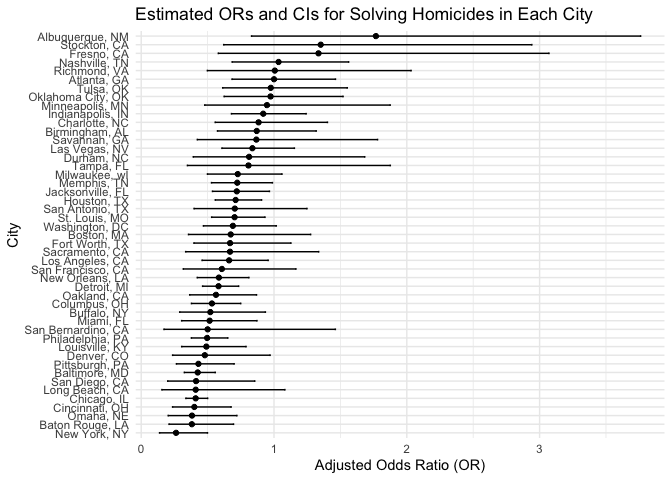 Estimated ORs and CIs for Solving Homicides in Each City
Albuquerque, NM
Stockton, CA
Fresno, CA
Nashville, TN
Richmond, VA
Atlanta, GA
Tulsa, OK
Oklahoma City, OK
Minneapolis, MN
Indianapolis, IN
Charlotte, NC
Birmingham, AL
Savannah, GA
Las Vegas, NV
Durham, NC
Tampa, FL
Milwaukee, wI
Memphis, TN
Jacksonville, FL
Houston, TX
San Antonio, TX
St. Louis, MO
Washington, DC
Boston, MA
Fort Worth, TX
Sacramento, CA
Los Angeles, CA
San Francisco, CA
New Orleans, LA
Detroit, MI
Oakland, CA
Columbus, OH
Buffalo, NY
Miami, FL
San Bernardino, CA
Philadelphia, PA
Louisville, KY
Denver, CO
Pittsburgh, PA
Baltimore, MD
San Diego, CA
Long Beach, CA
Chicago, IL
Cincinnati, OH
Omaha, NE
Baton Rouge, LA
New York, NY
City
0 1 2 3
Adjusted Odds Ratio (OR)